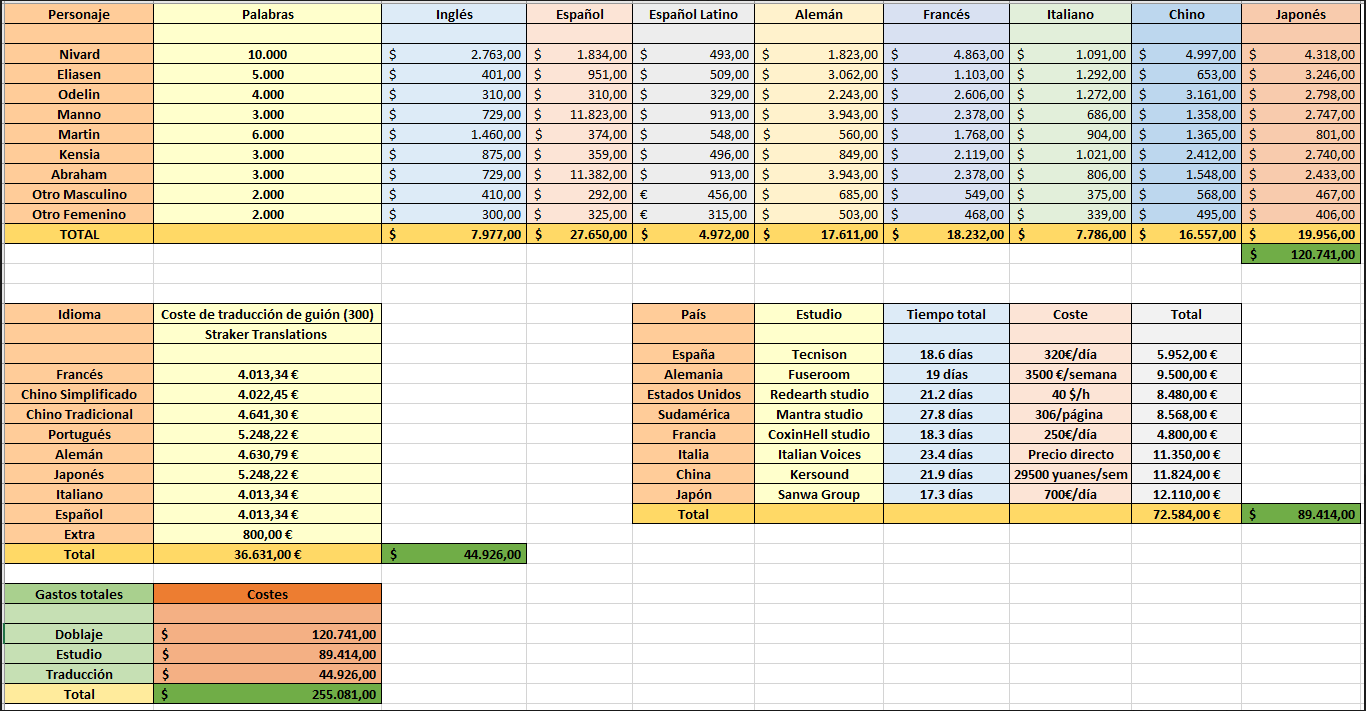 Personaje Palabras Inglés Español Español Latino Alemán Francés Italiano Chino Japonés
Nivard 10.000 $ 2.763,00 $ 1.834,00 $ 493,00 $ 1.823,00 $ 4.863,00 $ 1.091,00 $ 4.997,00 $ 4.318,00
Eliasen 5.000 $ 401,00 $ 951,00 $ 509,00 $ 3.062,00 $ 1.103,00 $ 1.292,00 $ 653,00 $ 3.246,00
Odelin 4.000 $ 310,00 $ 310,00 $ 329,00 $ 2.243,00 $ 2.606,00 $ 1.272,00 $ 3.161,00 $ 2.798,00
Manno 3.000 $ 729,00 $ 11.823,00 $ 913,00 $ 3.943,00 $ 2.378,00 $ 686,00 $ 1.358,00 $ 2.747,00
Martin 6.000 $ 1.460,00 $ 374,00 $ 548,00 $ 560,00 $ 1.768,00 $ 904,00 $ 1.365,00 $ 801,00
Kensia 3.000 $ 875,00 $ 359,00 $ 496,00 $ 849,00 $ 2.119,00 $ 1.021,00 $ 2.412,00 $ 2.740,00
Abraham 3.000 $ 729,00 $ 11.382,00 $ 913,00 $ 3.943,00 $ 2.378,00 $ 806,00 $ 1.548,00 $ 2.433,00
Otro Masculino 2.000 $ 410,00 $ 292,00 € 456,00 $ 685,00 $ 549,00 $ 375,00 $ 568,00 $ 467,00
Otro Femenino 2.000 $ 300,00 $ 325,00 € 315,00 $ 503,00 $ 468,00 $ 339,00 $ 495,00 $ 406,00
TOTAL $ 7.977,00 $ 27.650,00 $ 4.972,00 $ 17.611,00 $ 18.232,00 $ 7.786,00 $ 16.557,00 $ 19.956,00
$ 120.741,00
Idioma Coste de traducción de guión (300)
Straker Translations
Francés 4.013,34 €
Chino Simplificado 4.022,45 €
Chino Tradicional 4.641,30 €
Portugués 5.248,22 €
Alemán 4.630,79 €
Japonés 5.248,22 €
Italiano 4.013,34 €
Español 4.013,34 €
Extra 800,00 €
Total 36.631,00 € $ 44.926,00
País Estudio Tiempo total Coste Total
España Tecnison 18.6 días 320€/día 5.952,00 €
Alemania Fuseroom 19 días 3500 €/semana 9.500,00 €
Estados Unidos Redearth studio 21.2 días 40 $/h 8.480,00 €
Sudamérica Mantra studio 27.8 días 306/página 8.568,00 €
Francia CoxinHell studio 18.3 días 250€/día 4.800,00 €
Italia Italian Voices 23.4 días Precio directo 11.350,00 €
China Kersound 21.9 días 29500 yuanes/sem 11.824,00 €
Japón Sanwa Group 17.3 días 700€/día 12.110,00 €
Total 72.584,00 € $ 89.414,00
Gastos totales Costes
Doblaje $ 120.741,00
Estudio $ 89.414,00
Traducción $ 44.926,00
Total $ 255.081,00